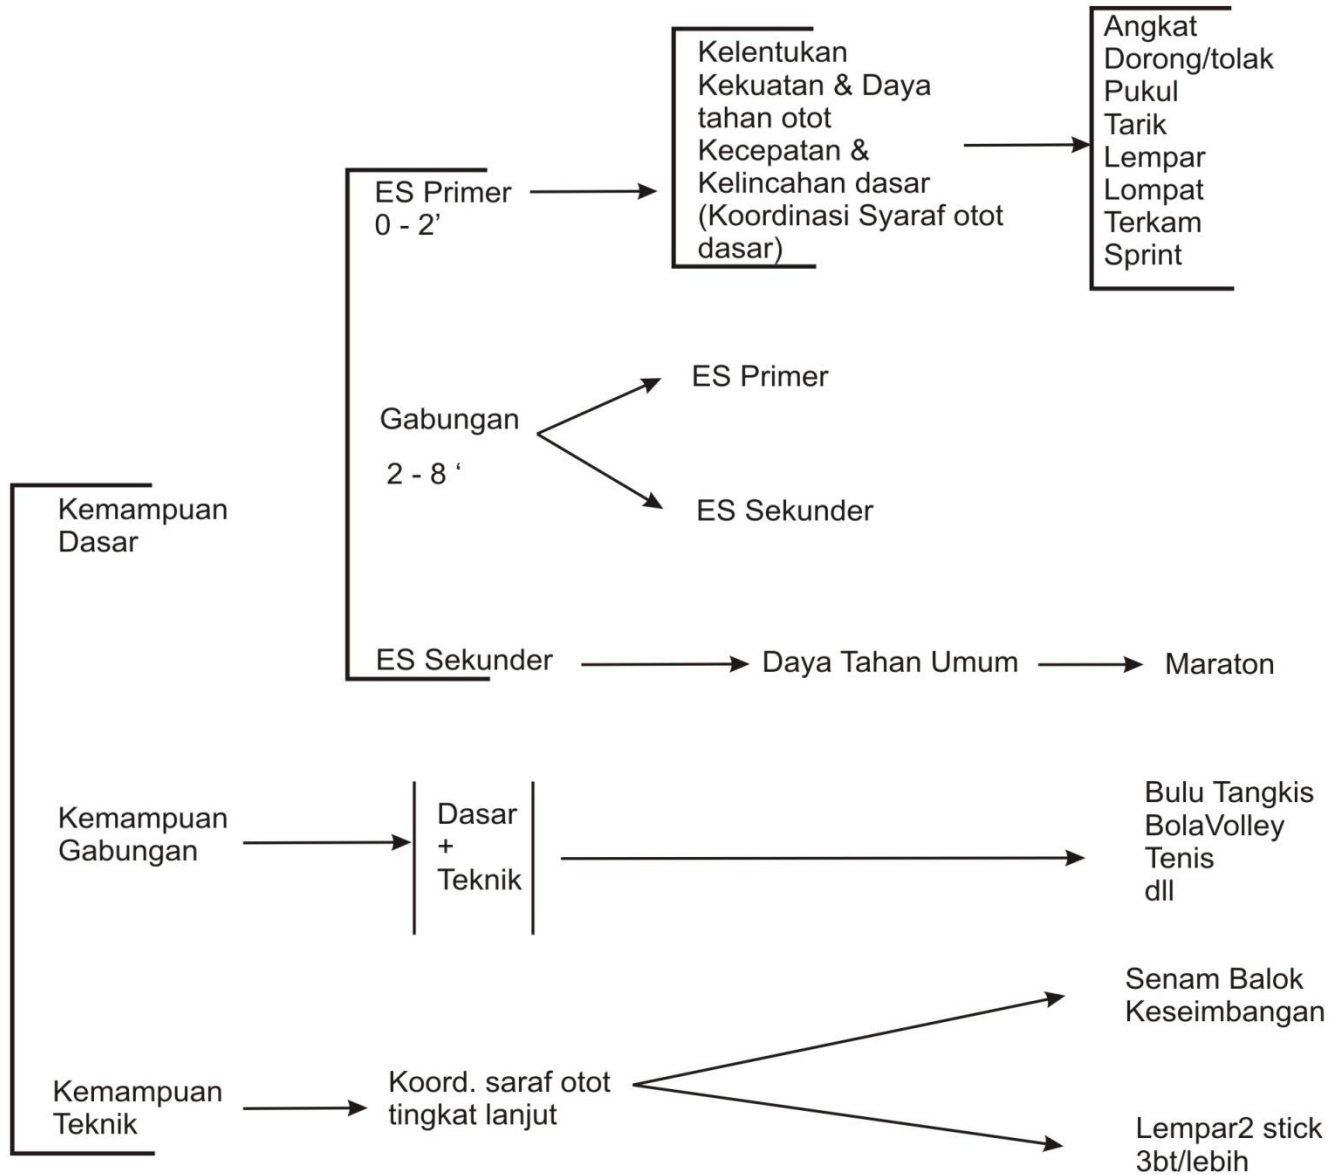 Angkat
Dorong/tolak
Pukul
Tarik
Lempar
Lompat
Terkam
Sprint
Kelentukan
Kekuatan & Daya
tahan otot
Kecepatan &
Kelincahan dasar
(Koordinasi Syaraf otot
dasar)
ES Primer
0 - 2’
Gabungan
2 - 8 ‘
ES Primer
ES Sekunder
Kemampuan
Dasar
ES Sekunder
Daya Tahan Umum
Maraton
Kemampuan
Gabungan
Dasar
+
Teknik
Bulu Tangkis
BolaVolley
Tenis
dll
Kemampuan
Teknik
Koord. saraf otot
tingkat lanjut
Senam Balok
Keseimbangan
Lempar2 stick
3bt/lebih